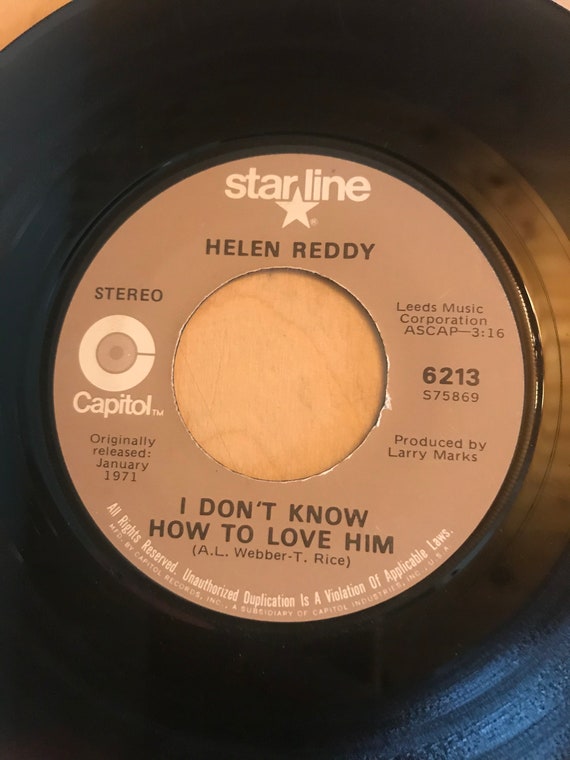 starline
®
HELEN REDDY
STEREO
Leeds Music
Corporation
ASCAP—3:16
Capitol™
6213
S75869
Originally
released:
January
1971
Produced by
Larry Marks
I DON'T KNOW
HOW TO LOVE HIM
(A.L. Webber-T. Rice)
All Rights Reserved. Unauthorized Duplication Is A Violation Of Applicable Laws.
MFD. BY CAPITOL RECORDS, INC., A SUBSIDIARY OF CAPITOL INDUSTRIES, INC., U.S.A.